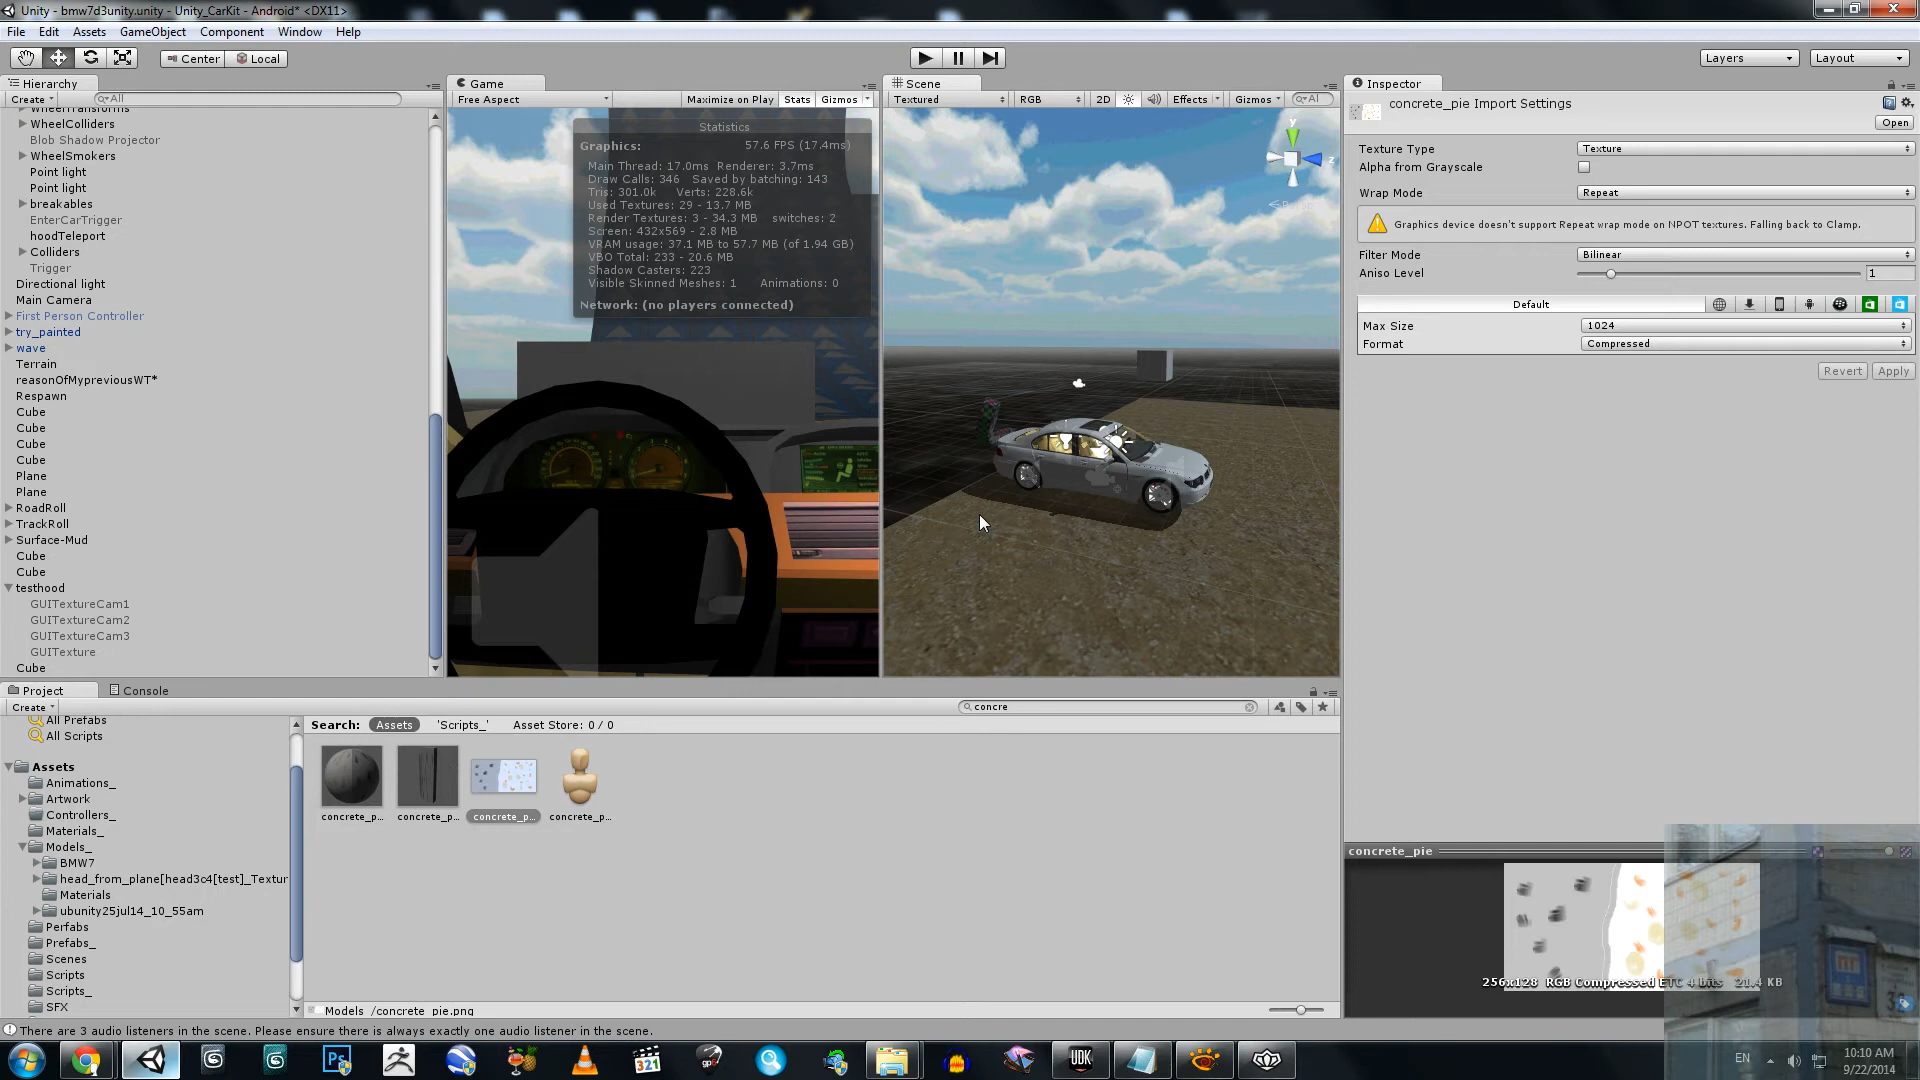 Unity - bmw7d3unity.unity - Unity_CarKit - Android* <DX11>
File Edit Assets GameObject Component Window Help
Center Local
Layers Layout
Hierarchy
Create All
WheelTransforms
WheelColliders
Blob Shadow Projector
WheelSmokers
Point light
Point light
breakables
EnterCarTrigger
hoodTeleport
Colliders
Trigger
Directional light
Main Camera
First Person Controller
try_painted
wave
Terrain
reasonOfMypreviousWT*
Respawn
Cube
Cube
Cube
Cube
Plane
Plane
RoadRoll
TrackRoll
Surface-Mud
Cube
Cube
testhood
GUITextureCam1
GUITextureCam2
GUITextureCam3
GUITexture
Cube
Game
Free Aspect Maximize on Play Stats Gizmos
Statistics
Graphics: 57.6 FPS (17.4ms)
Main Thread: 17.0ms Renderer: 3.7ms
Draw Calls: 346 Saved by batching: 143
Tris: 301.0k Verts: 228.6k
Used Textures: 29 - 13.7 MB
Render Textures: 3 - 34.3 MB switches: 2
Screen: 432x569 - 2.8 MB
VRAM usage: 37.1 MB to 57.7 MB (of 1.94 GB)
VBO Total: 233 - 20.6 MB
Shadow Casters: 223
Visible Skinned Meshes: 1 Animations: 0
Network: (no players connected)
Scene
Textured RGB 2D Effects Gizmos Al
y
z
Inspector
concrete_pie Import Settings
Open
Texture Type Texture
Alpha from Grayscale
Wrap Mode Repeat
Graphics device doesn't support Repeat wrap mode on NPOT textures. Falling back to Clamp.
Filter Mode Bilinear
Aniso Level 1
Default
Max Size 1024
Format Compressed
Revert Apply
Project Console
Create concre
All Prefabs
All Scripts
Assets
Animations_
Artwork
Controllers_
Materials_
Models_
BMW7
head_from_plane[head3c4[test]_Textur
Materials
ubunity25jul14_10_55am
Perfabs
Prefabs_
Scenes
Scripts
Scripts_
SFX
Search: Assets 'Scripts_' Asset Store: 0 / 0
concrete_p... concrete_p... concrete_p... concrete_p...
Models_/concrete_pie.png
concrete_pie
256x128 RGB Compressed ETC 4 bits 21.4 KB
There are 3 audio listeners in the scene. Please ensure there is always exactly one audio listener in the scene.
Ps
321
gp5
UDK
EN
10:10 AM
9/22/2014